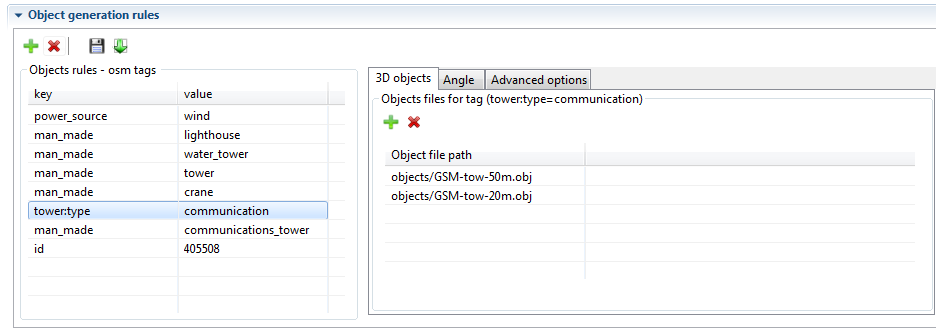 Object generation rules
Objects rules - osm tags
key value
power_source wind
man_made lighthouse
man_made water_tower
man_made tower
man_made crane
tower:type communication
man_made communications_tower
id 405508
3D objects Angle Advanced options
Objects files for tag (tower:type=communication)
Object file path
objects/GSM-tow-50m.obj
objects/GSM-tow-20m.obj